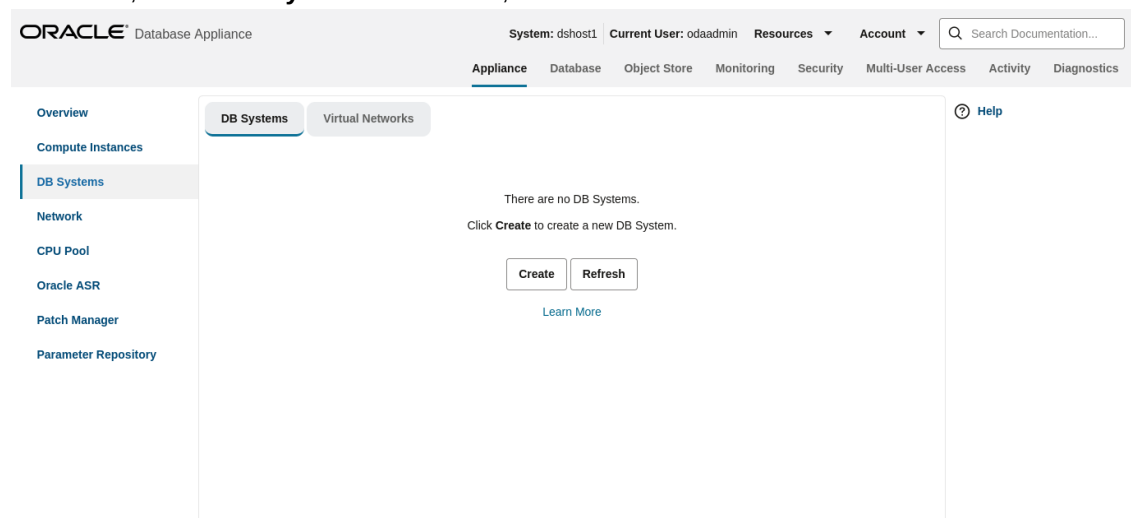 ORACLE® Database Appliance
System: dshost1 Current User: odaadmin Resources Account Search Documentation...
Appliance Database Object Store Monitoring Security Multi-User Access Activity Diagnostics
Overview
Compute Instances
DB Systems
Network
CPU Pool
Oracle ASR
Patch Manager
Parameter Repository
DB Systems Virtual Networks
There are no DB Systems.
Click Create to create a new DB System.
Create Refresh
Learn More
Help